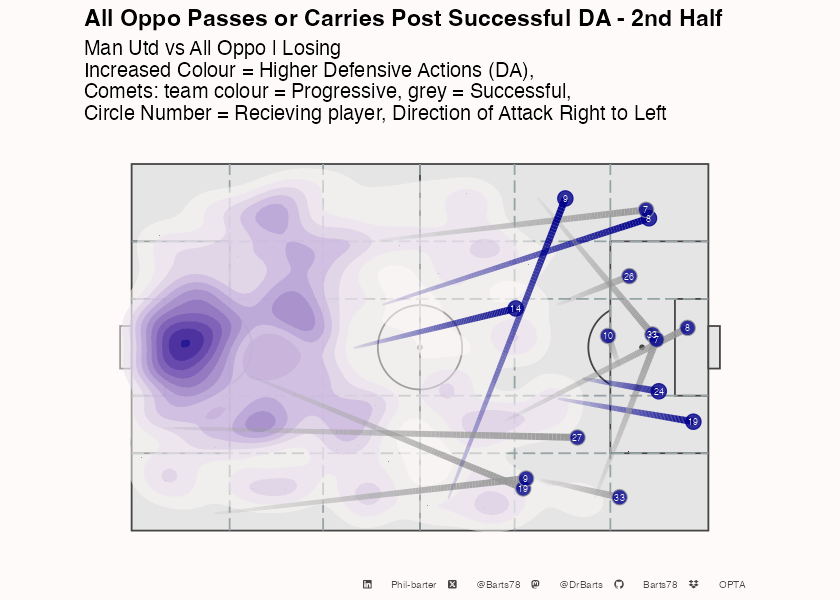 All Oppo Passes or Carries Post Successful DA - 2nd Half
Man Utd vs All Oppo | Losing
Increased Colour = Higher Defensive Actions (DA),
Comets: team colour = Progressive, grey = Successful,
Circle Number = Recieving player, Direction of Attack Right to Left
9
7
8
26
14
10
33
7
8
24
19
27
9
19
33
Phil-barter @Barts78 @DrBarts Barts78 OPTA